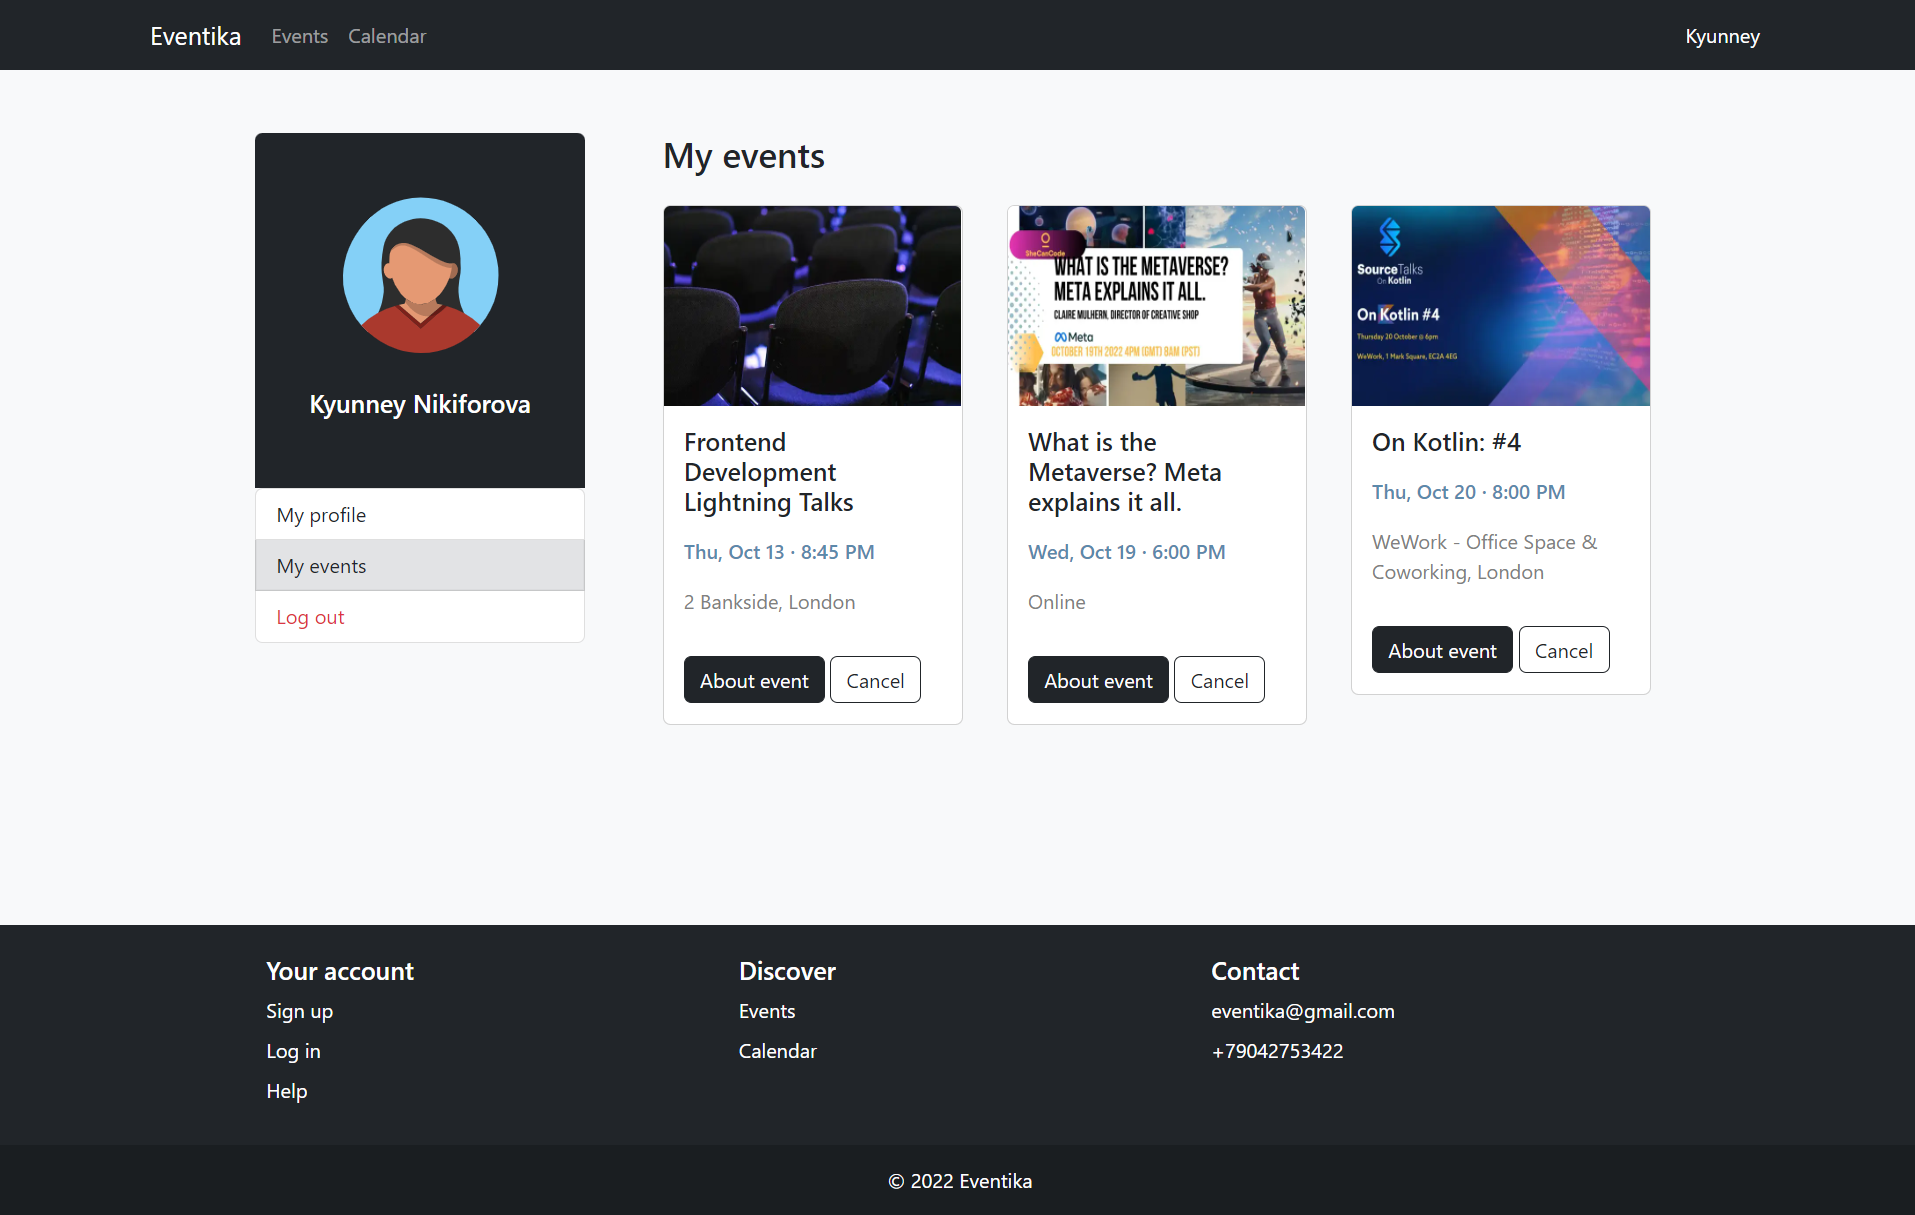 Eventika
Events
Calendar
Kyunney
Kyunney Nikiforova
My profile
My events
Log out
My events
SheCanCode
WHAT IS THE METAVERSE?
META EXPLAINS IT ALL.
CLAIRE MULHERN, DIRECTOR OF CREATIVE SHOP
Meta
OCTOBER 19TH 2022 4PM (GMT) 8AM (PST)
SourceTalks
On Kotlin
On Kotlin #4
Thursday 20 October @ 6pm
WeWork, 1 Mark Square, EC2A 4EG
Frontend
Development
Lightning Talks
Thu, Oct 13 · 8:45 PM
2 Bankside, London
About event
Cancel
What is the
Metaverse? Meta
explains it all.
Wed, Oct 19 · 6:00 PM
Online
About event
Cancel
On Kotlin: #4
Thu, Oct 20 · 8:00 PM
WeWork - Office Space &
Coworking, London
About event
Cancel
Your account
Sign up
Log in
Help
Discover
Events
Calendar
Contact
eventika@gmail.com
+79042753422
© 2022 Eventika